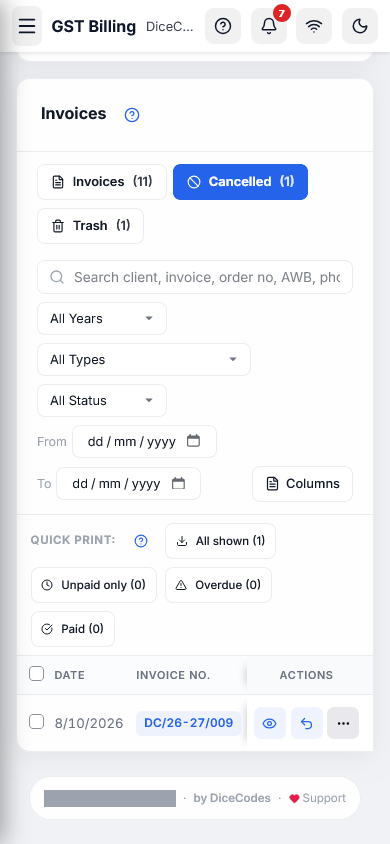 GST Billing DiceC... 7
Invoices
Invoices (11) Cancelled (1)
Trash (1)
Search client, invoice, order no, AWB, pho
All Years
All Types
All Status
From dd / mm / yyyy
To dd / mm / yyyy Columns
QUICK PRINT: All shown (1)
Unpaid only (0) Overdue (0)
Paid (0)
DATE INVOICE NO. ACTIONS
8/10/2026 DC/26-27/009
· by DiceCodes · Support